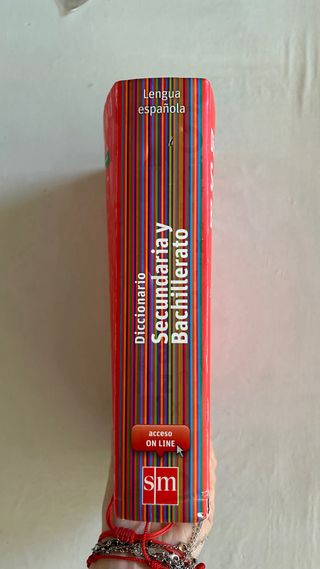 Lengua
española
Diccionario
Secundaria y
Bachillerato
acceso
ON LINE
sm